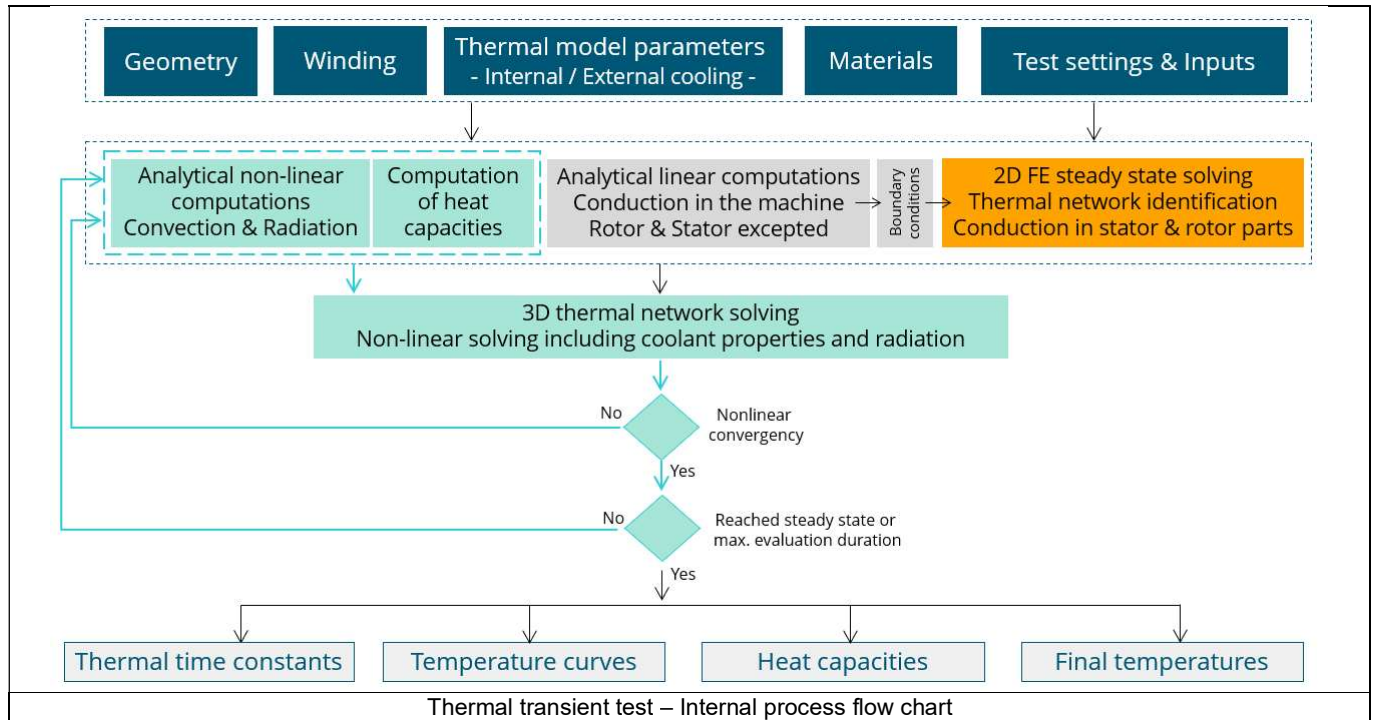 Geometry
Winding
Thermal model parameters
- Internal / External cooling -
Materials
Test settings & Inputs
Analytical non-linear
computations
Convection & Radiation
Computation
of heat
capacities
Analytical linear computations
Conduction in the machine
Rotor & Stator excepted
Boundary
conditions
2D FE steady state solving
Thermal network identification
Conduction in stator & rotor parts
3D thermal network solving
Non-linear solving including coolant properties and radiation
No
Nonlinear
convergency
Yes
No
Reached steady state or
max. evaluation duration
Yes
Thermal time constants
Temperature curves
Heat capacities
Final temperatures
Thermal transient test – Internal process flow chart